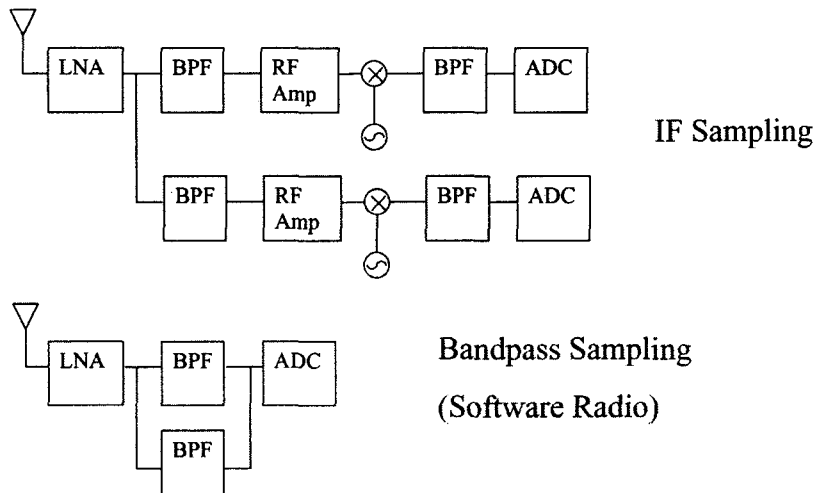 LNA BPF RF Amp BPF ADC
IF Sampling
BPF RF Amp BPF ADC
LNA BPF ADC
Bandpass Sampling
(Software Radio)
BPF